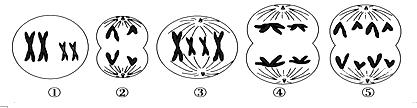 ① ② ③ ④ ⑤